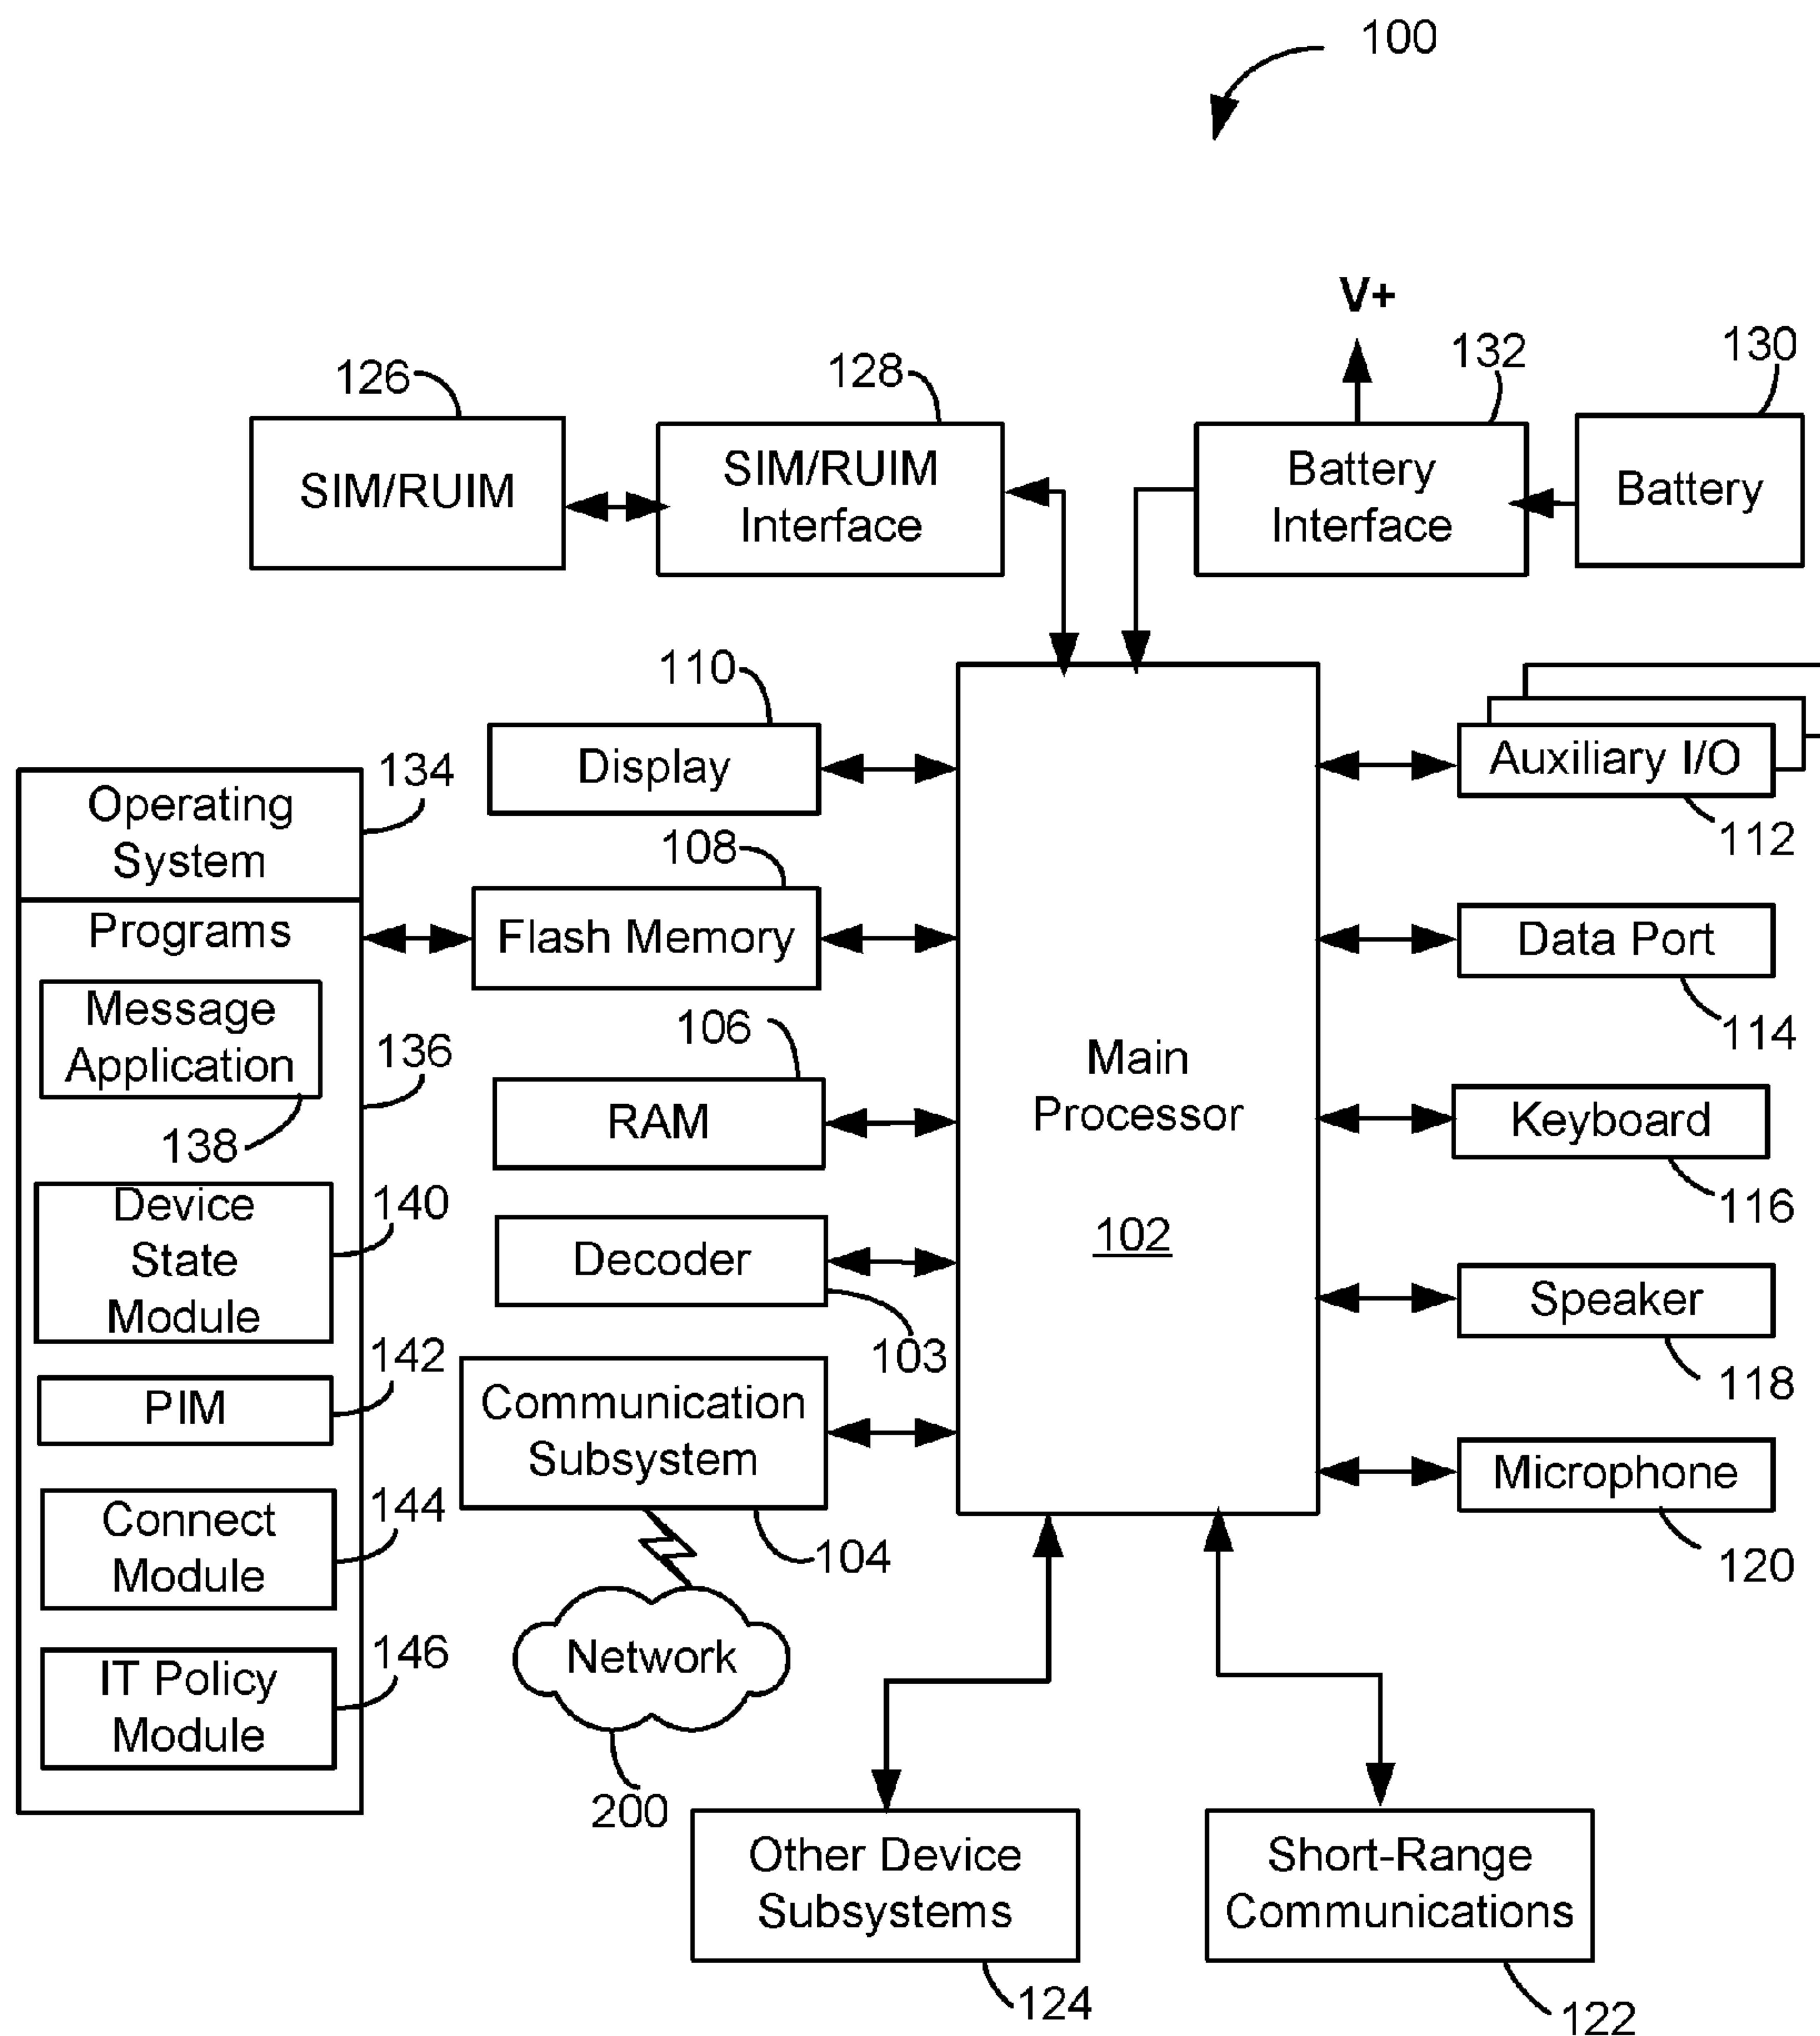 100
V+
132
130
126
128
SIM/RUIM
SIM/RUIM
Interface
Battery
Interface
Battery
110
Display
Auxiliary I/O
112
Operating
System
134
108
Programs
Flash Memory
Data Port
114
Message
Application
138
136
106
RAM
Main
Processor
102
Keyboard
116
Device
State
Module
140
Decoder
103
Speaker
118
PIM
142
Communication
Subsystem
104
Microphone
120
Connect
Module
144
Network
200
IT Policy
Module
146
Other Device
Subsystems
124
Short-Range
Communications
122